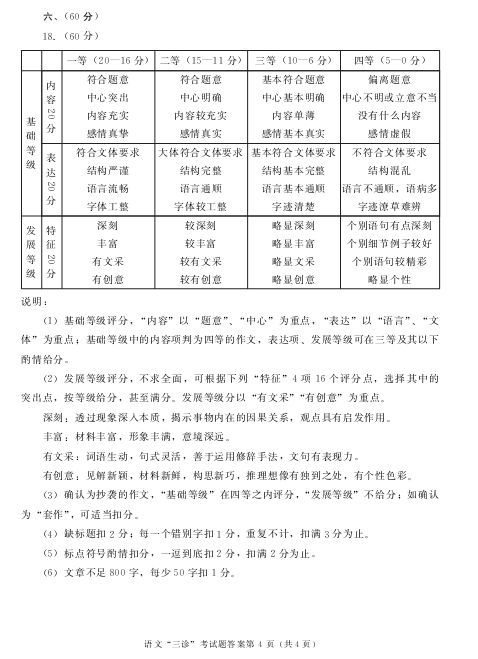 六、(60 分)
18. (60 分)
一等 (20—16 分) 二等 (15—11 分) 三等 (10—6 分) 四等 (5—0 分)
基础等级
内容20分
符合题意 符合题意 基本符合题意 偏离题意
中心突出 中心明确 中心基本明确 中心不明或立意不当
内容充实 内容较充实 内容单薄 没有什么内容
感情真挚 感情真实 感情基本真实 感情虚假
表达20分
符合文体要求 大体符合文体要求 基本符合文体要求 不符合文体要求
结构严谨 结构完整 结构基本完整 结构混乱
语言流畅 语言通顺 语言基本通顺 语言不通顺，语病多
字体工整 字体较工整 字迹清楚 字迹潦草难辨
发展等级
特征20分
深刻 较深刻 略显深刻 个别语句有点深刻
丰富 较丰富 略显丰富 个别细节例子较好
有文采 较有文采 略显文采 个别语句较精彩
有创意 较有创意 略显创意 略显个性
说明：
(1) 基础等级评分，“内容”以“题意”、“中心”为重点，“表达”以“语言”、“文
体”为重点；基础等级中的内容项判为四等的作文，表达项、发展等级可在三等及其以下
酌情给分。
(2) 发展等级评分，不求全面，可根据下列“特征”4 项 16 个评分点，选择其中的
突出点，按等级给分，甚至满分。发展等级分以“有文采”“有创意”为重点。
深刻：透过现象深入本质，揭示事物内在的因果关系，观点具有启发作用。
丰富：材料丰富，形象丰满，意境深远。
有文采：词语生动，句式灵活，善于运用修辞手法，文句有表现力。
有创意：见解新颖，材料新鲜，构思新巧，推理想像有独到之处，有个性色彩。
(3) 确认为抄袭的作文，“基础等级”在四等之内评分，“发展等级”不给分；如确认
为“套作”，可适当扣分。
(4) 缺标题扣 2 分；每一个错别字扣 1 分，重复不计，扣满 3 分为止。
(5) 标点符号酌情扣分，一逗到底扣 2 分，扣满 2 分为止。
(6) 文章不足 800 字，每少 50 字扣 1 分。
语文“三诊”考试题答案第 4 页 (共 4 页)